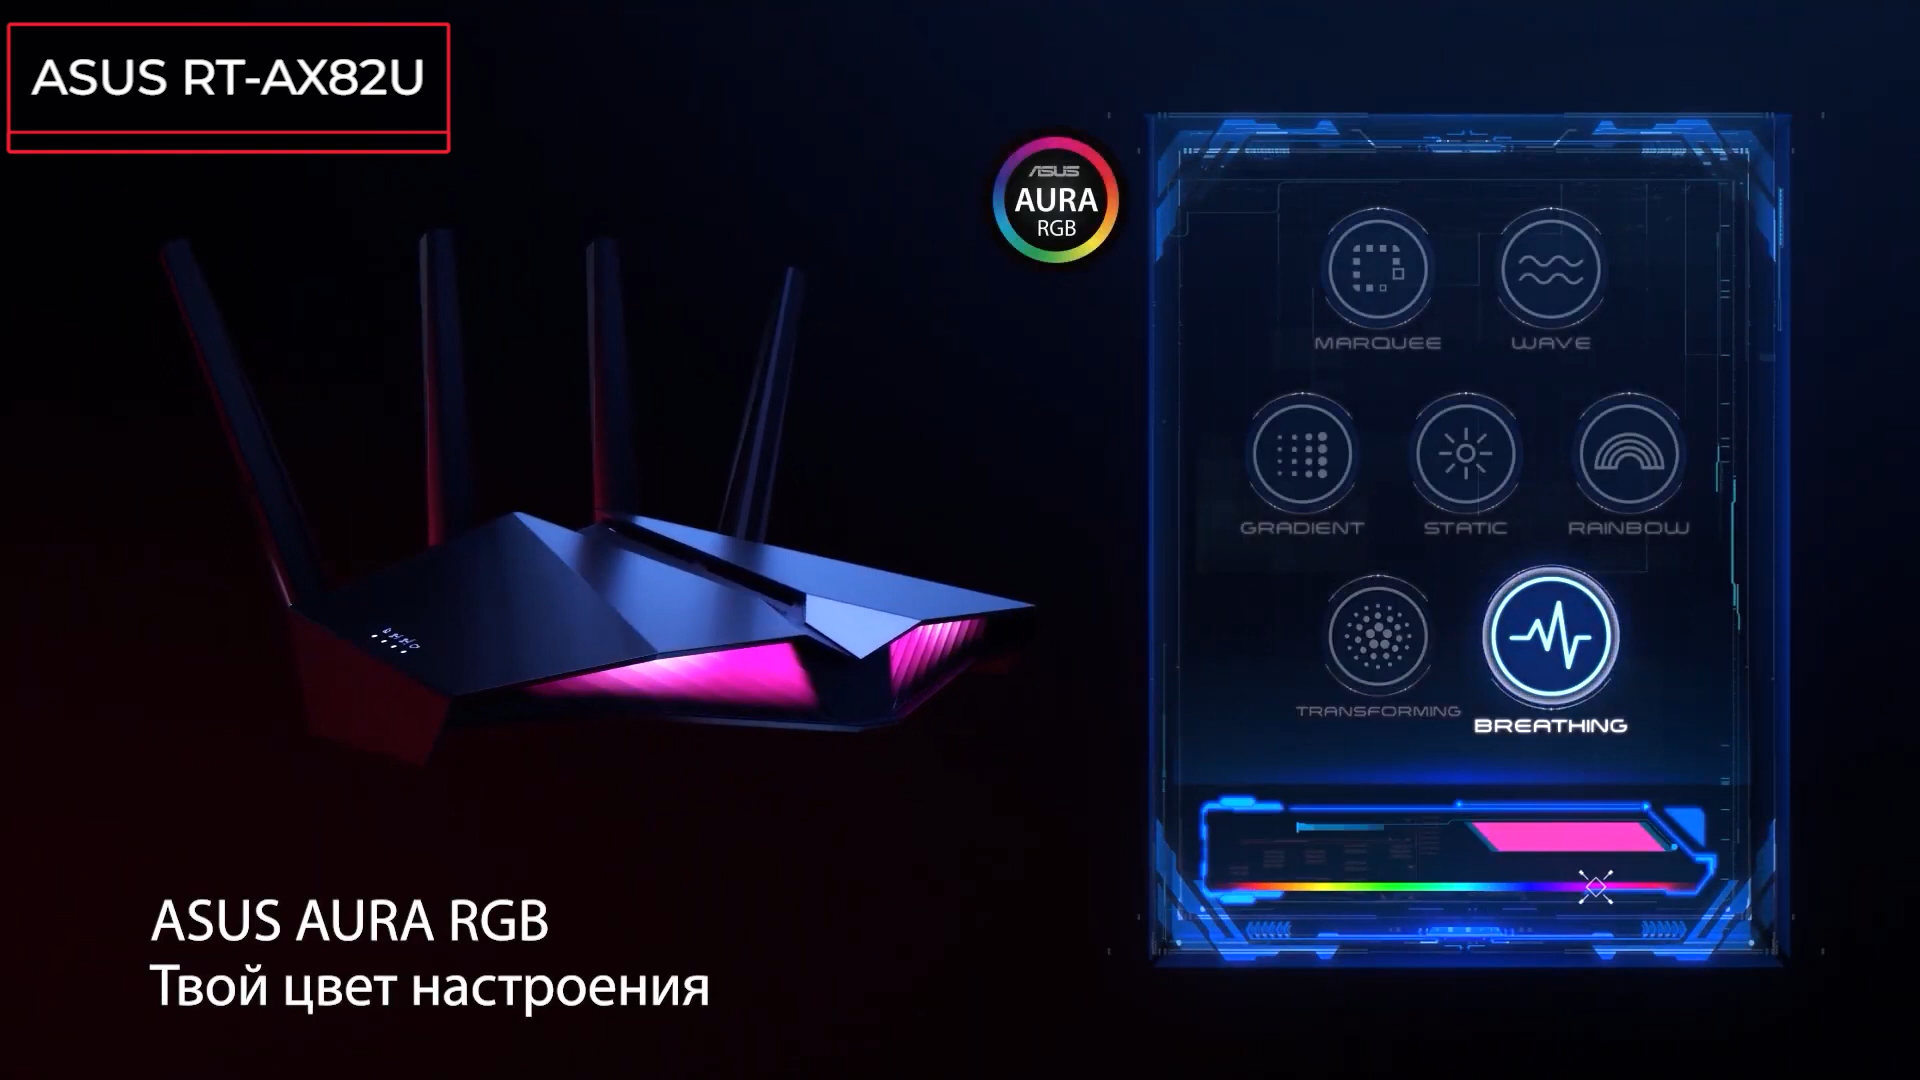 ASUS RT-AX82U
ASUS
AURA
RGB
MARQUEE
WAVE
GRADIENT
STATIC
RAINBOW
TRANSFORMING
BREATHING
ASUS AURA RGB
Твой цвет настроения